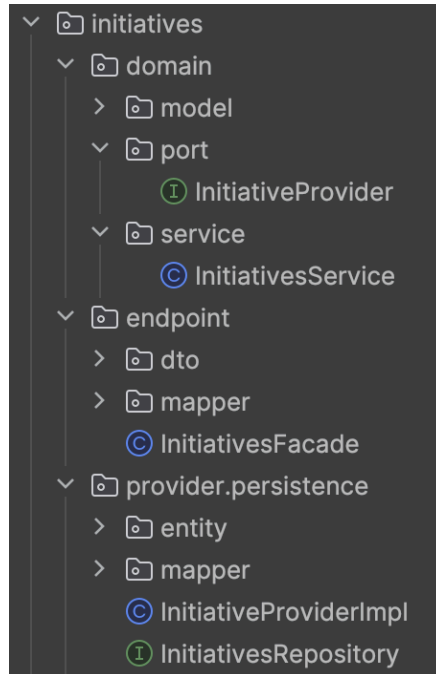 initiatives
domain
model
port
I InitiativeProvider
service
C InitiativesService
endpoint
dto
mapper
C InitiativesFacade
provider.persistence
entity
mapper
C InitiativeProviderImpl
I InitiativesRepository